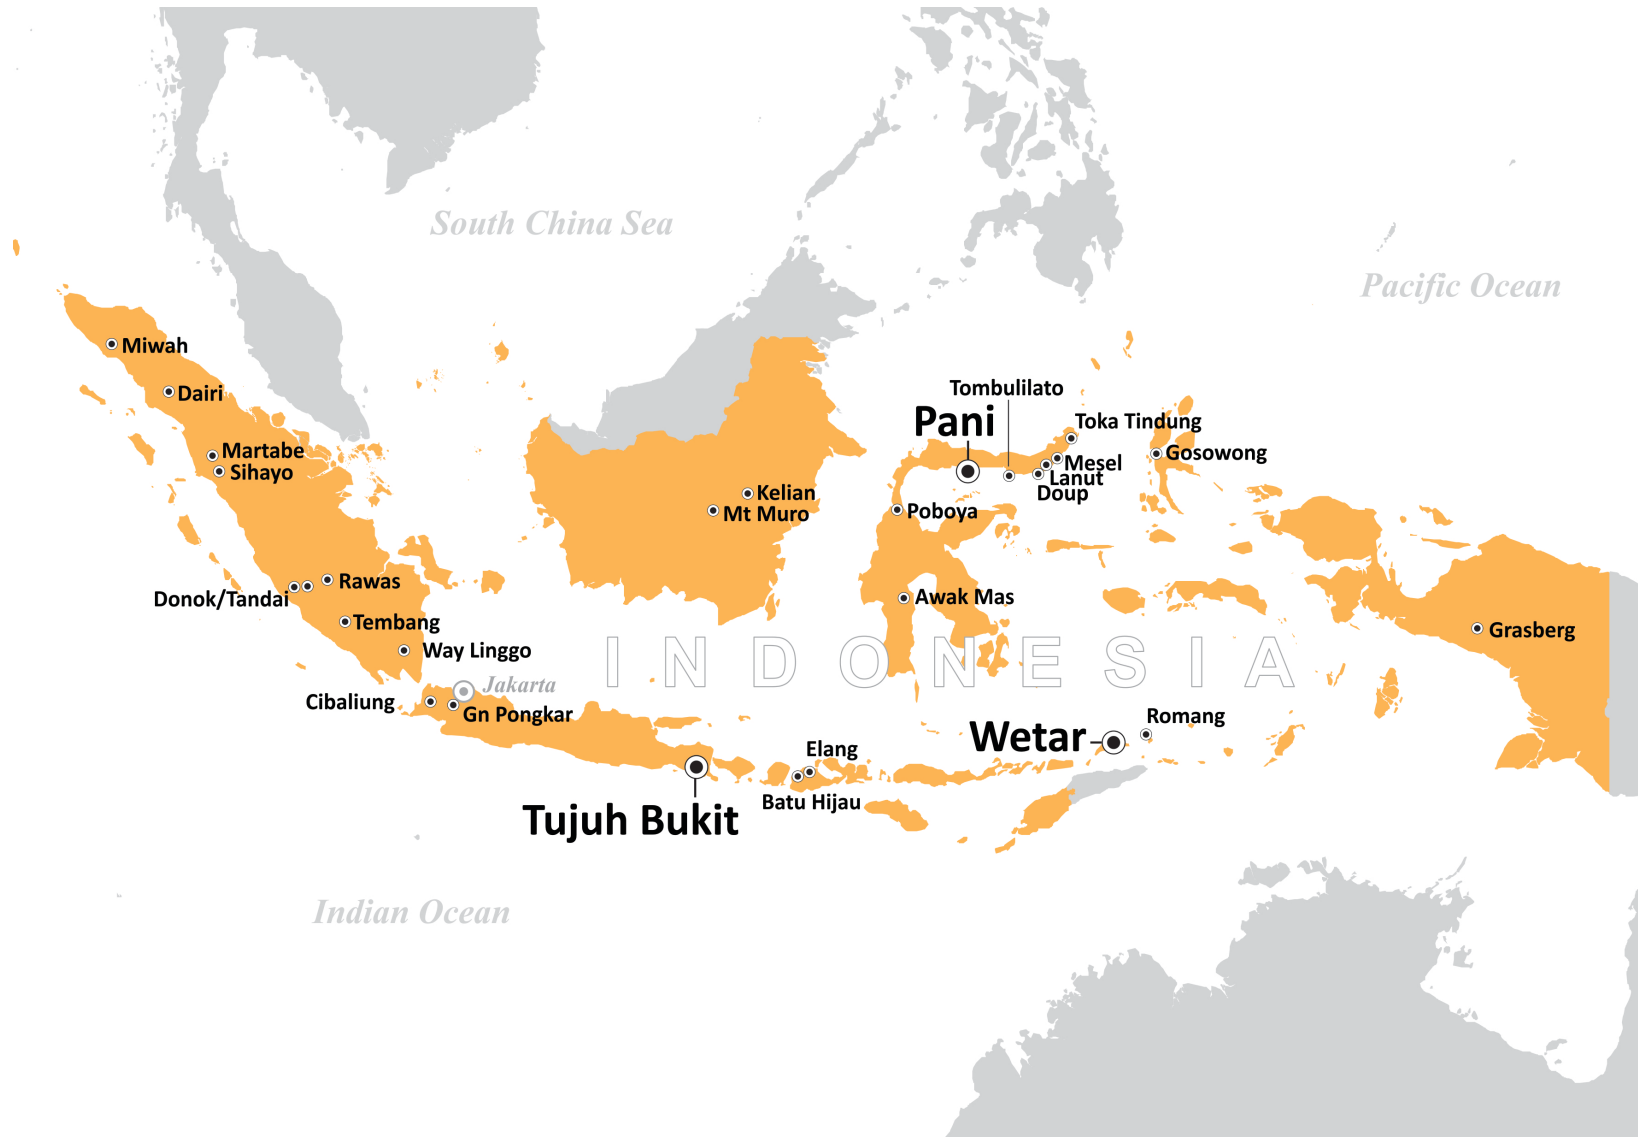 South China Sea
Pacific Ocean
Miwah
Dairi
Tombulilato
Pani
Toka Tindung
Martabe
Sihayo
Gosowong
Mesel
Lanut
Doup
Kelian
Mt Muro
Poboya
Rawas
Donok/Tandai
Awak Mas
Tembang
Grasberg
Way Linggo
INDONESIA
Jakarta
Cibaliung
Gn Pongkar
Romang
Wetar
Elang
Batu Hijau
Tujuh Bukit
Indian Ocean